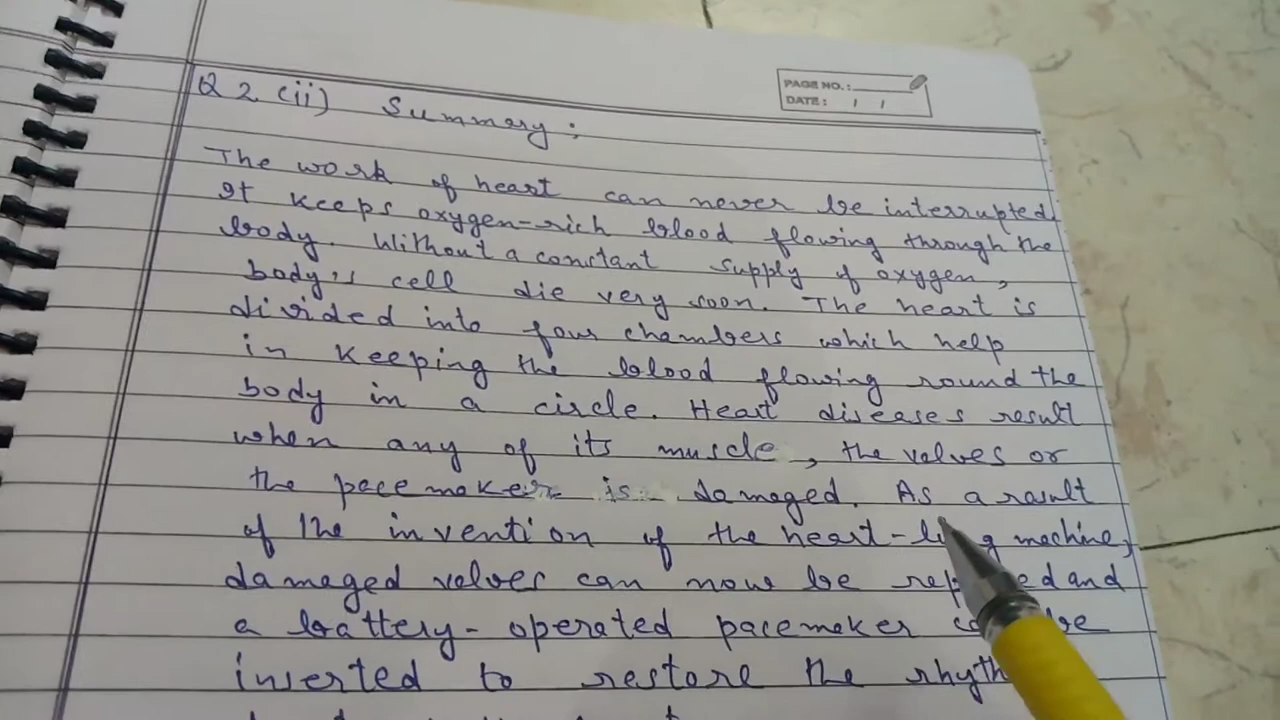 PAGE NO.:
DATE: / /
Q 2 (ii) Summary:
The work of heart can never be interrupted.
It keeps oxygen-rich blood flowing through the
body. Without a constant supply of oxygen,
body's cell die very soon. The heart is
divided into four chambers which help
in keeping the blood flowing round the
body in a circle. Heart diseases result
when any of its muscle, the valves or
the pacemaker is damaged. As a result
of the invention of the heart- machine,
damaged valves can now be and
a battery-operated pacemaker be
inserted to restore the